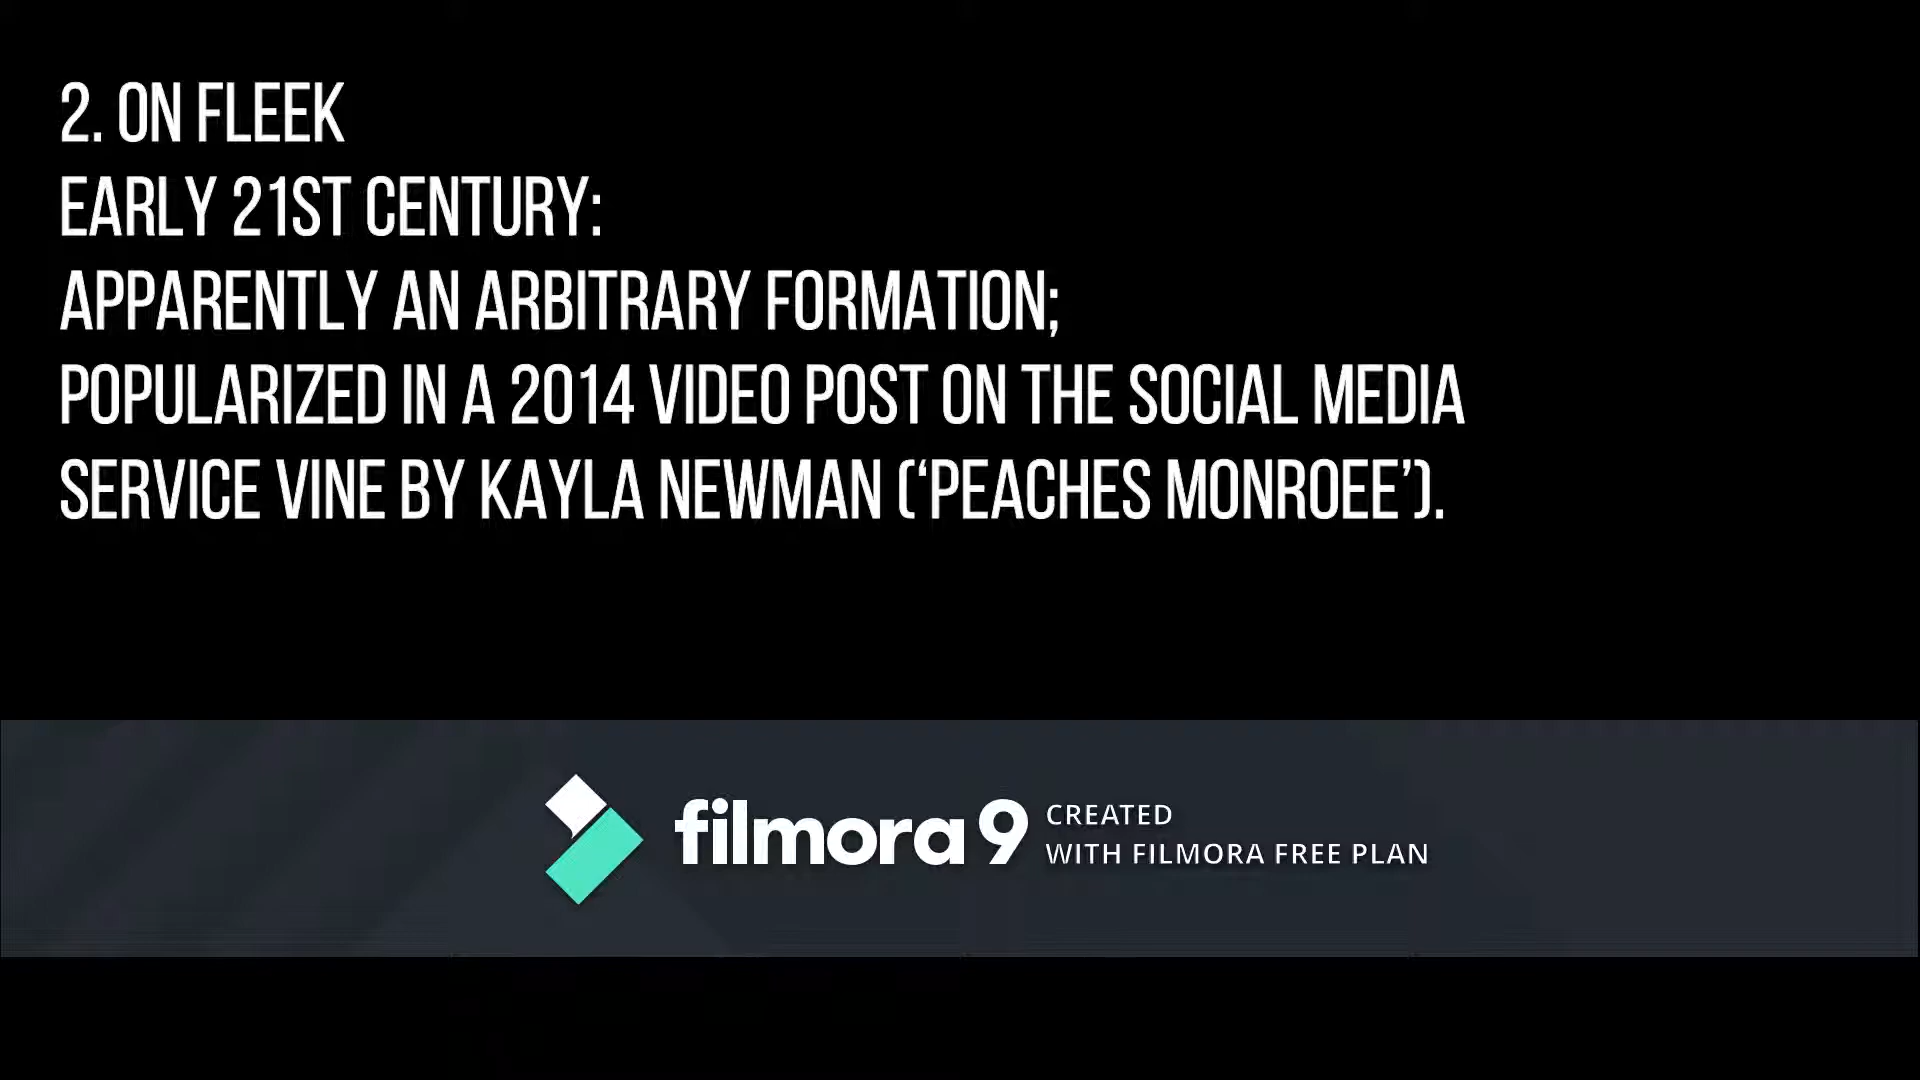 2. ON FLEEK
EARLY 21ST CENTURY:
APPARENTLY AN ARBITRARY FORMATION;
POPULARIZED IN A 2014 VIDEO POST ON THE SOCIAL MEDIA
SERVICE VINE BY KAYLA NEWMAN (‘PEACHES MONROEE’).
filmora 9
CREATED
WITH FILMORA FREE PLAN